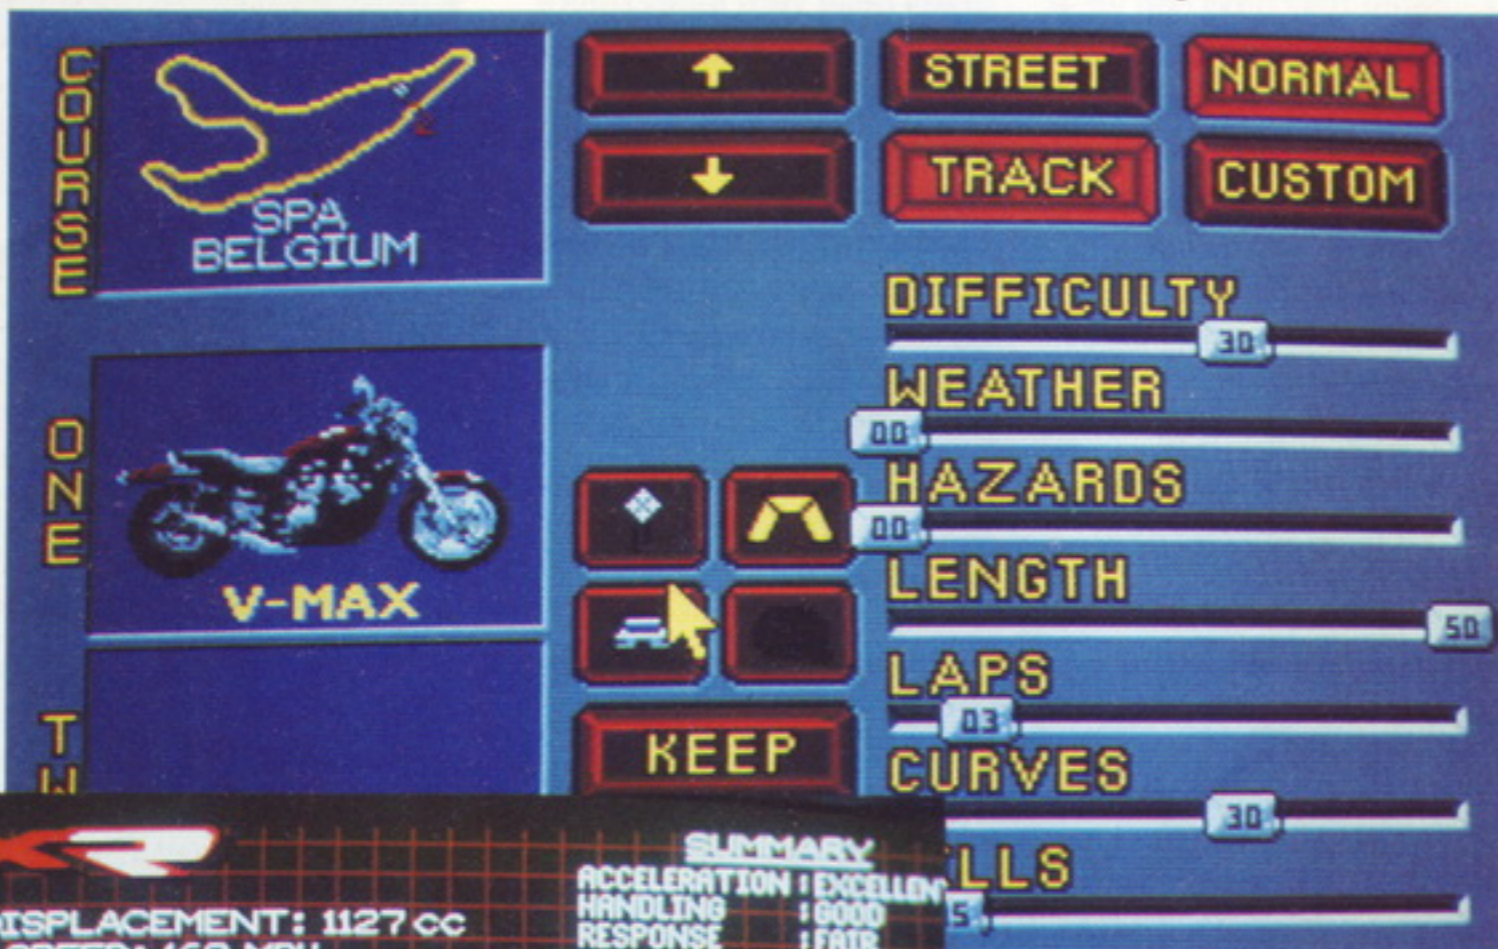 COURSE
SPA
BELGIUM
STREET
NORMAL
TRACK
CUSTOM
ONE
V-MAX
DIFFICULTY
30
WEATHER
00
HAZARDS
00
LENGTH
50
LAPS
03
CURVES
30
KEEP
SUMMARY
ACCELERATION : EXCELLENT
HANDLING : GOOD
RESPONSE : FAIR
DISPLACEMENT: 1127 cc